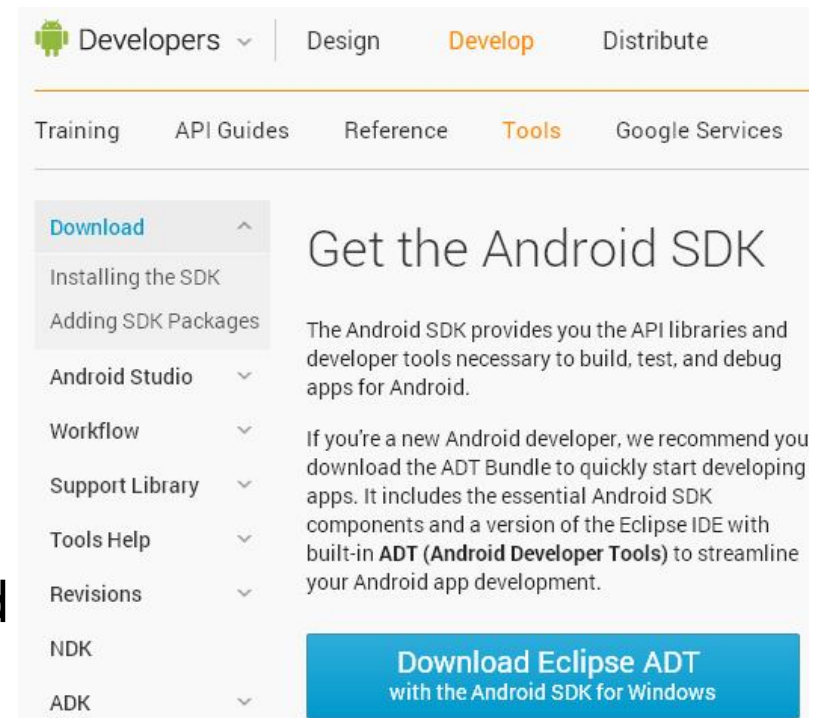 Developers Design Develop Distribute
Training API Guides Reference Tools Google Services
Download
Installing the SDK
Adding SDK Packages
Android Studio
Workflow
Support Library
Tools Help
Revisions
NDK
ADK
Get the Android SDK
The Android SDK provides you the API libraries and
developer tools necessary to build, test, and debug
apps for Android.
If you're a new Android developer, we recommend you
download the ADT Bundle to quickly start developing
apps. It includes the essential Android SDK
components and a version of the Eclipse IDE with
built-in ADT (Android Developer Tools) to streamline
your Android app development.
Download Eclipse ADT
with the Android SDK for Windows